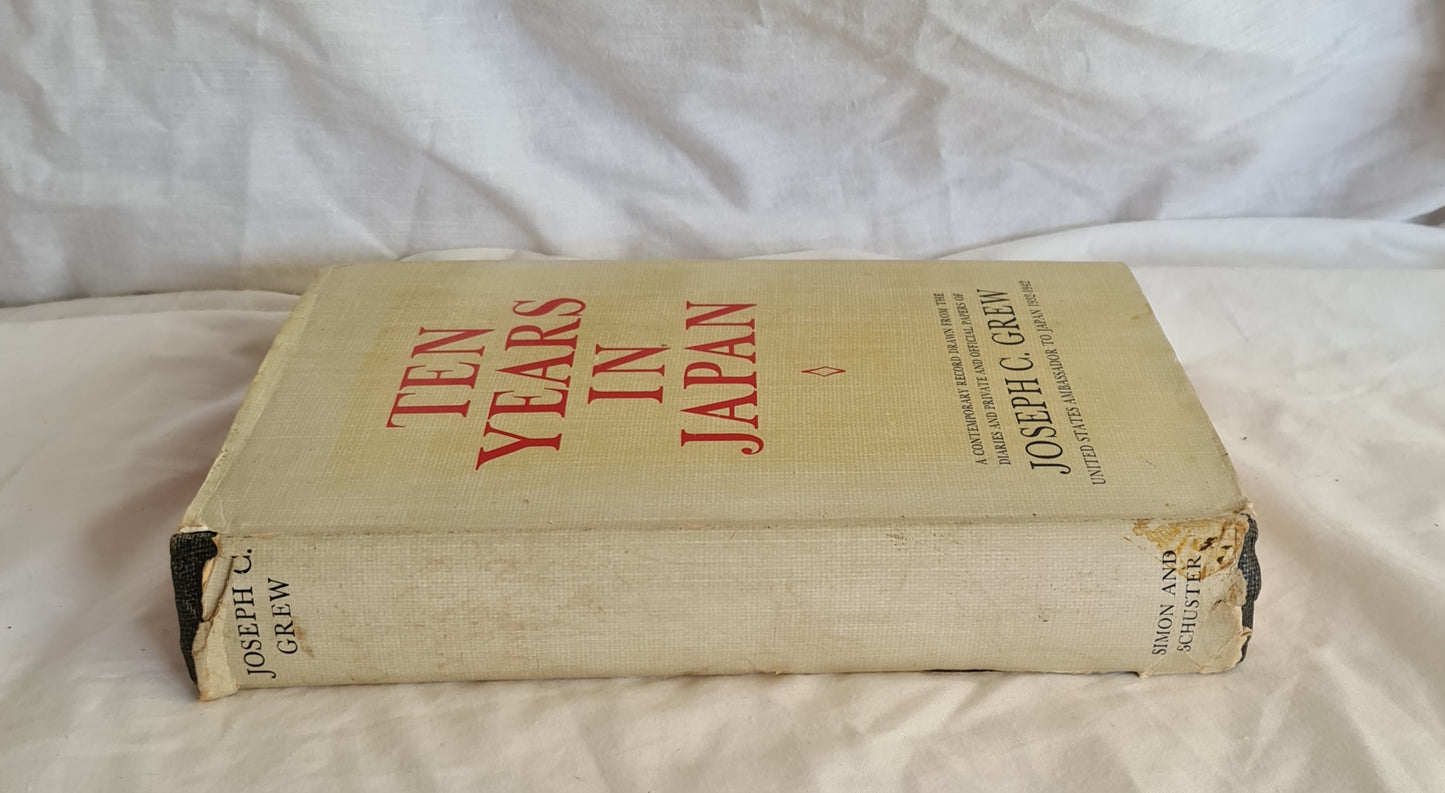 TEN
YEARS
IN
JAPAN
A CONTEMPORARY RECORD DRAWN FROM THE
DIARIES AND PRIVATE AND OFFICIAL PAPERS OF
JOSEPH C. GREW
UNITED STATES AMBASSADOR TO JAPAN 1932-1942
JOSEPH C.
GREW
SIMON AND
SCHUSTER